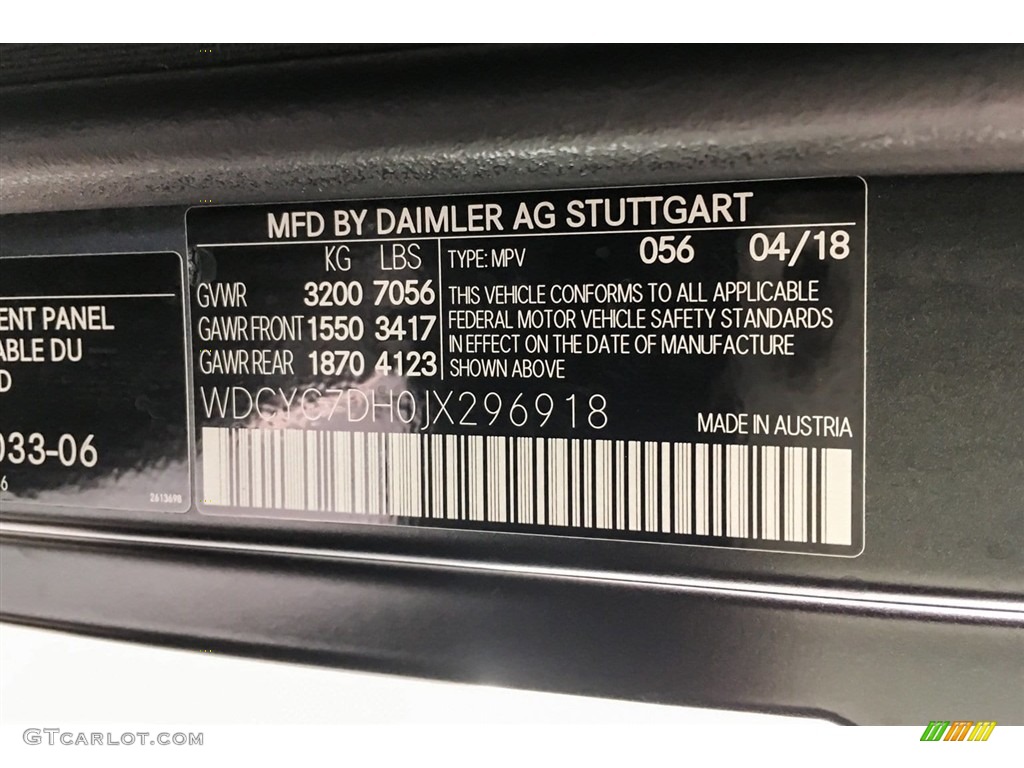 MFD BY DAIMLER AG STUTTGART
KG LBS
GVWR 3200 7056
GAWR FRONT 1550 3417
GAWR REAR 1870 4123
TYPE: MPV 056 04/18
THIS VEHICLE CONFORMS TO ALL APPLICABLE
FEDERAL MOTOR VEHICLE SAFETY STANDARDS
IN EFFECT ON THE DATE OF MANUFACTURE
SHOWN ABOVE
WDCYC7DH0JX296918
MADE IN AUSTRIA
ENT PANEL
ABLE DU
D
033-06
6
2613698
GTCarlot.com